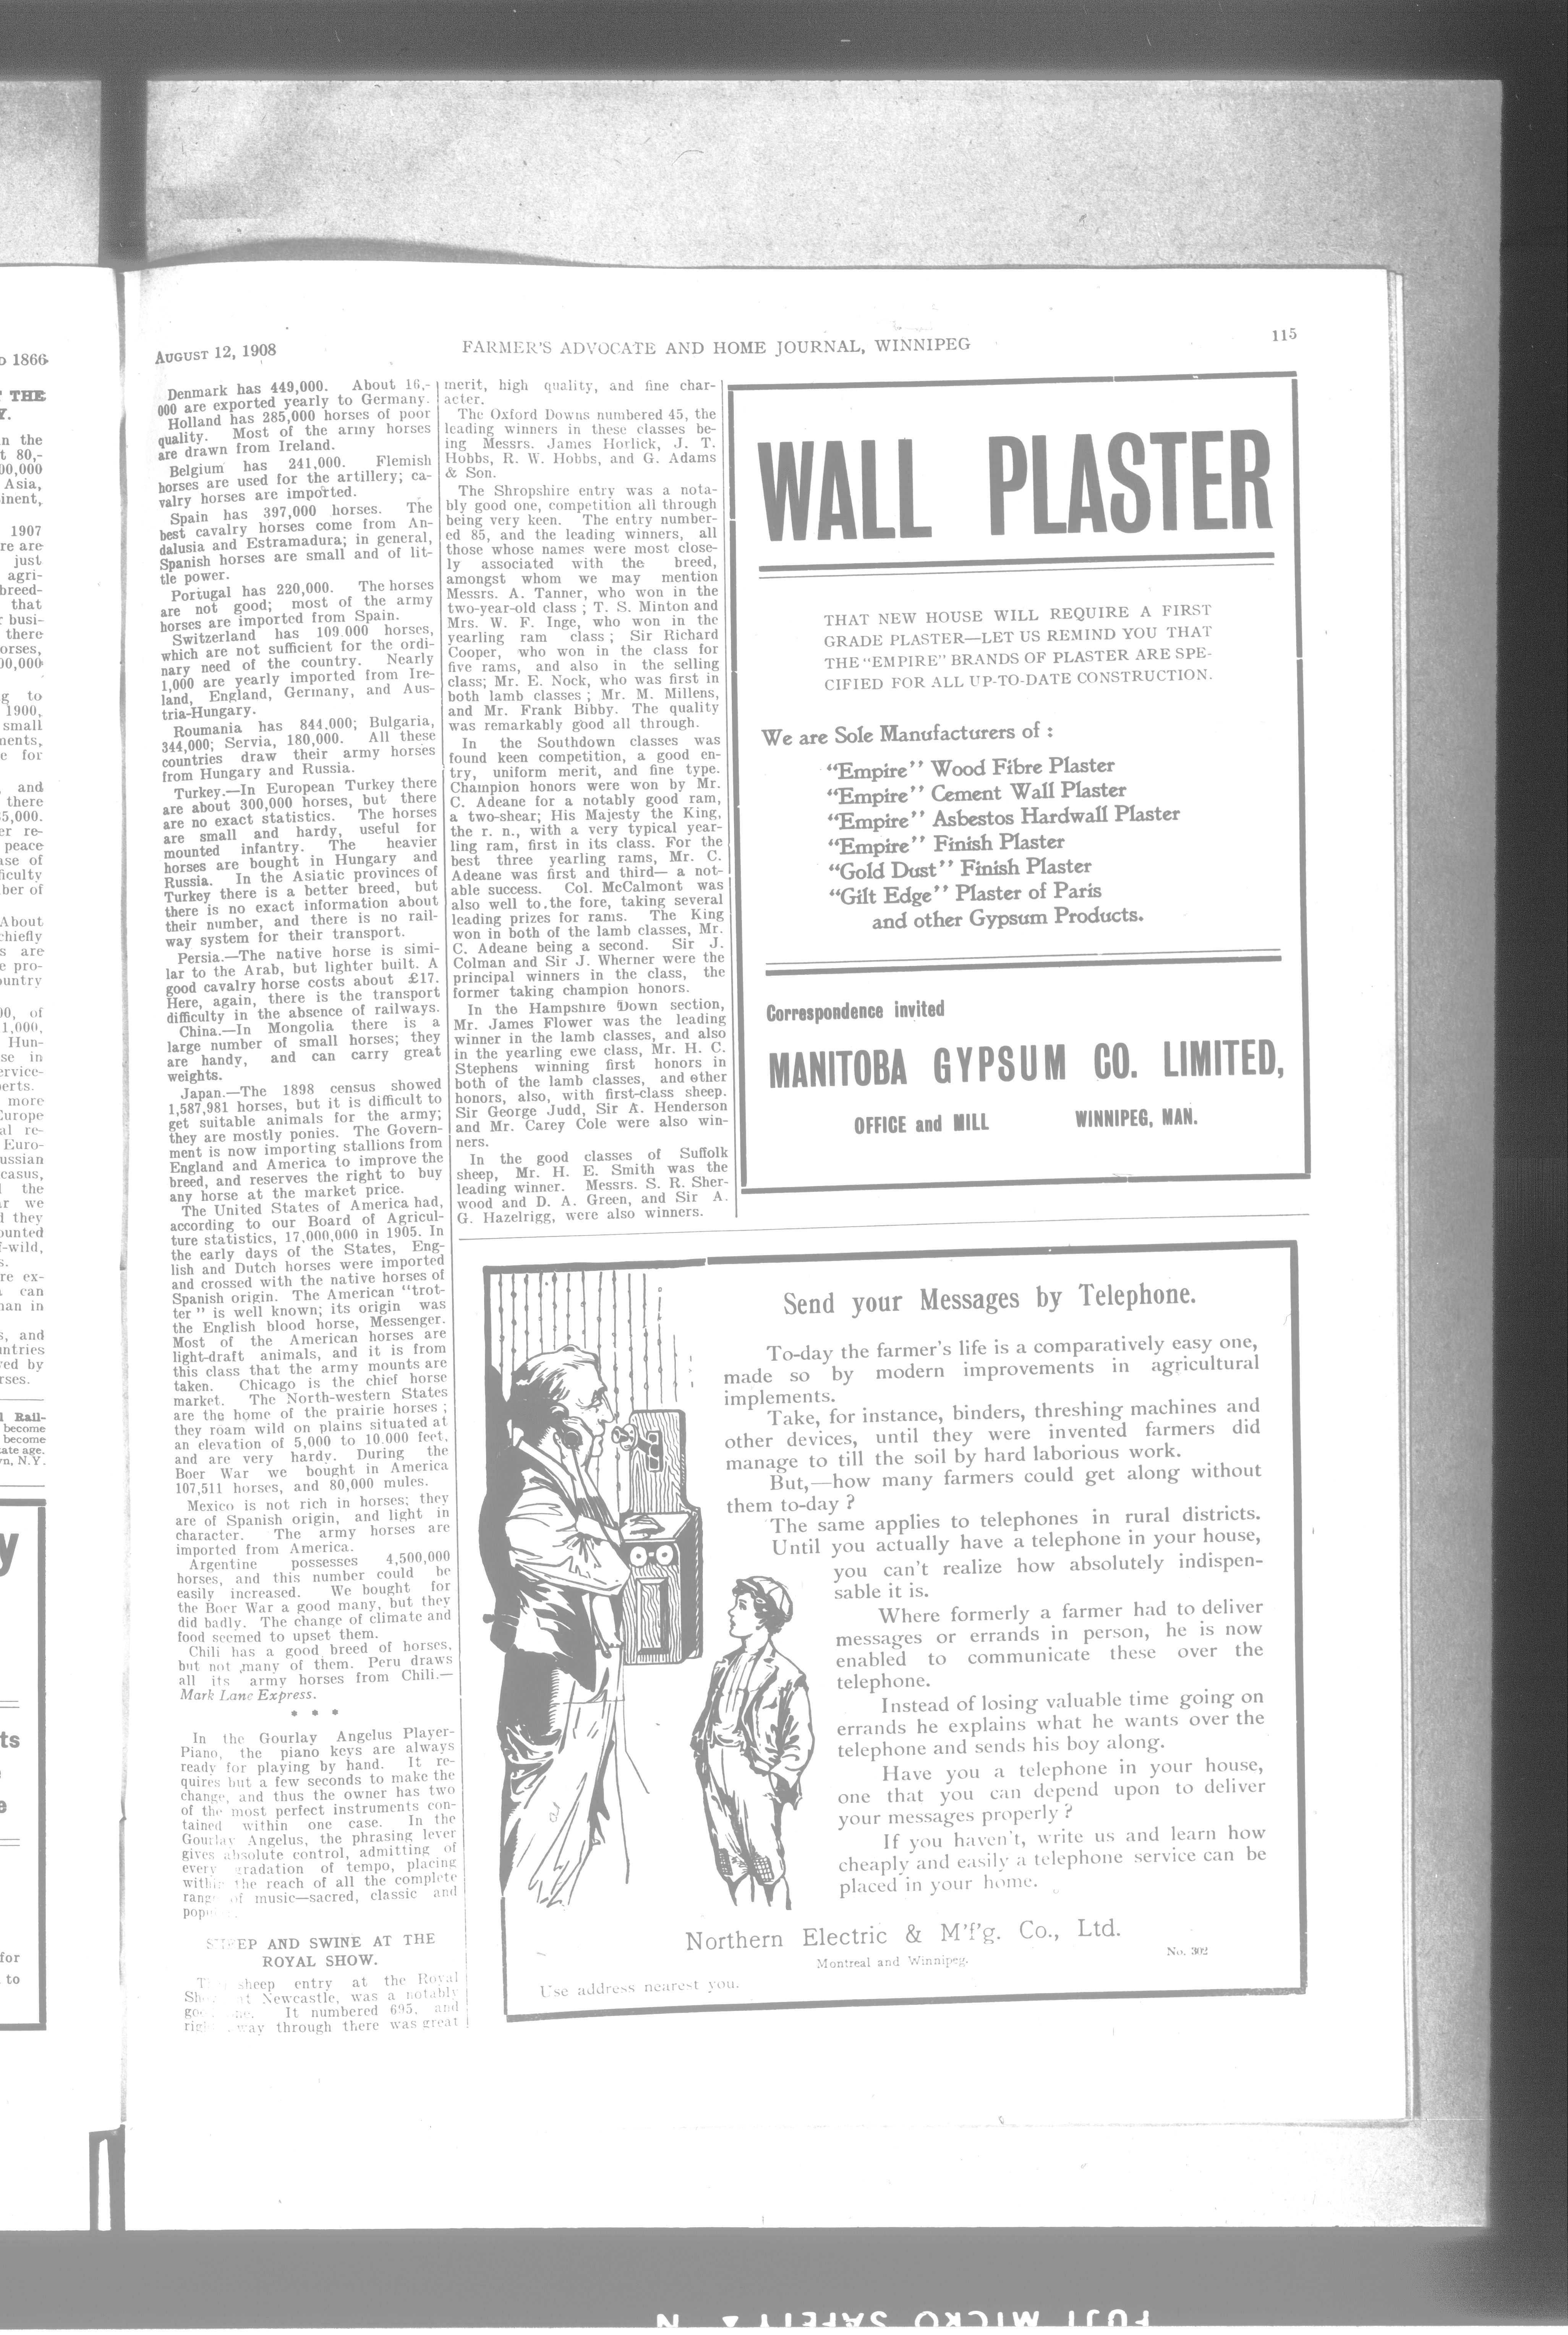 AUGUST 12, 1908
FARMER'S ADVOCATE AND HOME JOURNAL, WINNIPEG
115
Denmark has 449,000. About 16,-
000 are exported yearly to Germany.
Holland has 285,000 horses of poor
quality. Most of the army horses
are drawn from Ireland.
Belgium has 241,000. Flemish
horses are used for the artillery; ca-
valry horses are imported.
Spain has 397,000 horses. The
best cavalry horses come from An-
dalusia and Estramadura; in general,
Spanish horses are small and of lit-
tle power.
Portugal has 220,000. The horses
are not good; most of the army
horses are imported from Spain.
Switzerland has 109,000 horses,
which are not sufficient for the ordi-
nary need of the country. Nearly
1,000 are yearly imported from Ire-
land, England, Germany, and Aus-
tria-Hungary.
Roumania has 844,000; Bulgaria,
344,000; Servia, 180,000. All these
countries draw their army horses
from Hungary and Russia.
Turkey.—In European Turkey there
are about 300,000 horses, but there
are no exact statistics. The horses
are small and hardy, useful for
mounted infantry. The heavier
horses are bought in Hungary and
Russia. In the Asiatic provinces of
Turkey there is a better breed, but
there is no exact information about
their number, and there is no rail-
way system for their transport.
Persia.—The native horse is simi-
lar to the Arab, but lighter built. A
good cavalry horse costs about £17.
Here, again, there is the transport
difficulty in the absence of railways.
China.—In Mongolia there is a
large number of small horses; they
are handy, and can carry great
weights.
Japan.—The 1898 census showed
1,587,981 horses, but it is difficult to
get suitable animals for the army;
they are mostly ponies. The Govern-
ment is now importing stallions from
England and America to improve the
breed, and reserves the right to buy
any horse at the market price.
The United States of America had,
according to our Board of Agricul-
ture statistics, 17,000,000 in 1905. In
the early days of the States, Eng-
lish and Dutch horses were imported
and crossed with the native horses of
Spanish origin. The American "trot-
ter" is well known; its origin was
the English blood horse, Messenger.
Most of the American horses are
light-draft animals, and it is from
this class that the army mounts are
taken. Chicago is the chief horse
market. The North-western States
are the home of the prairie horses;
they roam wild on plains situated at
an elevation of 5,000 to 10,000 feet,
and are very hardy. During the
Boer War we bought in America
107,511 horses, and 80,000 mules.
Mexico is not rich in horses; they
are of Spanish origin, and light in
character. The army horses are
imported from America.
Argentine possesses 4,500,000
horses, and this number could be
easily increased. We bought for
the Boer War a good many, but they
did badly. The change of climate and
food seemed to upset them.
Chili has a good breed of horses,
but not many of them. Peru draws
all its army horses from Chili.—
Mark Lane Express.
* * *
In the Gourlay Angelus Player-
Piano, the piano keys are always
ready for playing by hand. It re-
quires but a few seconds to make the
change, and thus the owner has two
of the most perfect instruments con-
tained within one case. In the
Gourlay Angelus, the phrasing lever
gives absolute control, admitting of
every gradation of tempo, placing
within the reach of all the complete
range of music—sacred, classic and
SHEEP AND SWINE AT THE
ROYAL SHOW.
sheep entry at the Royal
at Newcastle, was a notably
It numbered 695, and
through there was great
merit, high quality, and fine char-
acter.
The Oxford Downs numbered 45, the
leading winners in these classes be-
ing Messrs. James Horlick, J. T.
Hobbs, R. W. Hobbs, and G. Adams
& Son.
The Shropshire entry was a nota-
bly good one, competition all through
being very keen. The entry number-
ed 85, and the leading winners, all
those whose names were most close-
ly associated with the breed,
amongst whom we may mention
Messrs. A. Tanner, who won in the
two-year-old class; T. S. Minton and
Mrs. W. F. Inge, who won in the
yearling ram class; Sir Richard
Cooper, who won in the class for
five rams, and also in the selling
class; Mr. E. Nock, who was first in
both lamb classes; Mr. M. Millens,
and Mr. Frank Bibby. The quality
was remarkably good all through.
In the Southdown classes was
found keen competition, a good en-
try, uniform merit, and fine type.
Champion honors were won by Mr.
C. Adeane for a notably good ram,
a two-shear; His Majesty the King,
the r. n., with a very typical year-
ling ram, first in its class. For the
best three yearling rams, Mr. C.
Adeane was first and third— a not-
able success. Col. McCalmont was
also well to the fore, taking several
leading prizes for rams. The King
won in both of the lamb classes, Mr.
C. Adeane being a second. Sir J.
Colman and Sir J. Wherner were the
principal winners in the class, the
former taking champion honors.
In the Hampshire Down section,
Mr. James Flower was the leading
winner in the lamb classes, and also
in the yearling ewe class, Mr. H. C.
Stephens winning first honors in
both of the lamb classes, and other
honors, also, with first-class sheep.
Sir George Judd, Sir A. Henderson
and Mr. Carey Cole were also win-
ners.
In the good classes of Suffolk
sheep, Mr. H. E. Smith was the
leading winner. Messrs. S. R. Sher-
wood and D. A. Green, and Sir A.
G. Hazelrigg, were also winners.
WALL PLASTER
THAT NEW HOUSE WILL REQUIRE A FIRST
GRADE PLASTER—LET US REMIND YOU THAT
THE "EMPIRE" BRANDS OF PLASTER ARE SPE-
CIFIED FOR ALL UP-TO-DATE CONSTRUCTION.
We are Sole Manufacturers of :
"Empire" Wood Fibre Plaster
"Empire" Cement Wall Plaster
"Empire" Asbestos Hardwall Plaster
"Empire" Finish Plaster
"Gold Dust" Finish Plaster
"Gilt Edge" Plaster of Paris
and other Gypsum Products.
Correspondence invited
MANITOBA GYPSUM CO. LIMITED,
OFFICE and MILL WINNIPEG, MAN.
Send your Messages by Telephone.
To-day the farmer's life is a comparatively easy one,
made so by modern improvements in agricultural
implements.
Take, for instance, binders, threshing machines and
other devices, until they were invented farmers did
manage to till the soil by hard laborious work.
But,—how many farmers could get along without
them to-day ?
The same applies to telephones in rural districts.
Until you actually have a telephone in your house,
you can't realize how absolutely indispen-
sable it is.
Where formerly a farmer had to deliver
messages or errands in person, he is now
enabled to communicate these over the
telephone.
Instead of losing valuable time going on
errands he explains what he wants over the
telephone and sends his boy along.
Have you a telephone in your house,
one that you can depend upon to deliver
your messages properly ?
If you haven't, write us and learn how
cheaply and easily a telephone service can be
placed in your home.
Northern Electric & M'f'g. Co., Ltd.
Montreal and Winnipeg.
No. 302
Use address nearest you.
FUJI MICRO SAFETY ▲ N